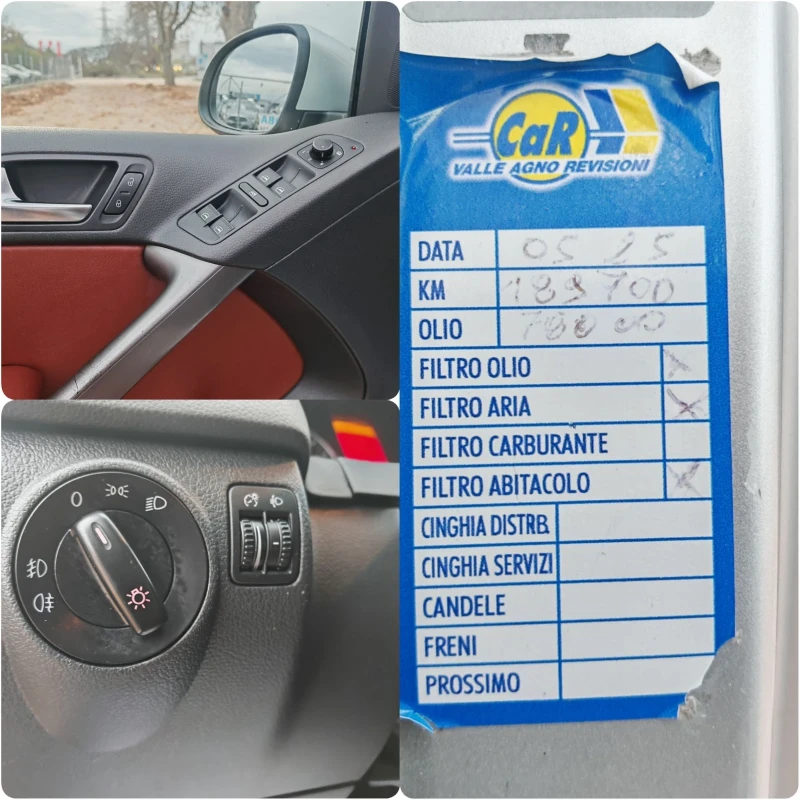 CaR
VALLE AGNO REVISIONI
DATA 05 25
KM 189700
OLIO
FILTRO OLIO X
FILTRO ARIA X
FILTRO CARBURANTE
FILTRO ABITACOLO X
CINGHIA DISTRB.
CINGHIA SERVIZI
CANDELE
FRENI
PROSSIMO
0